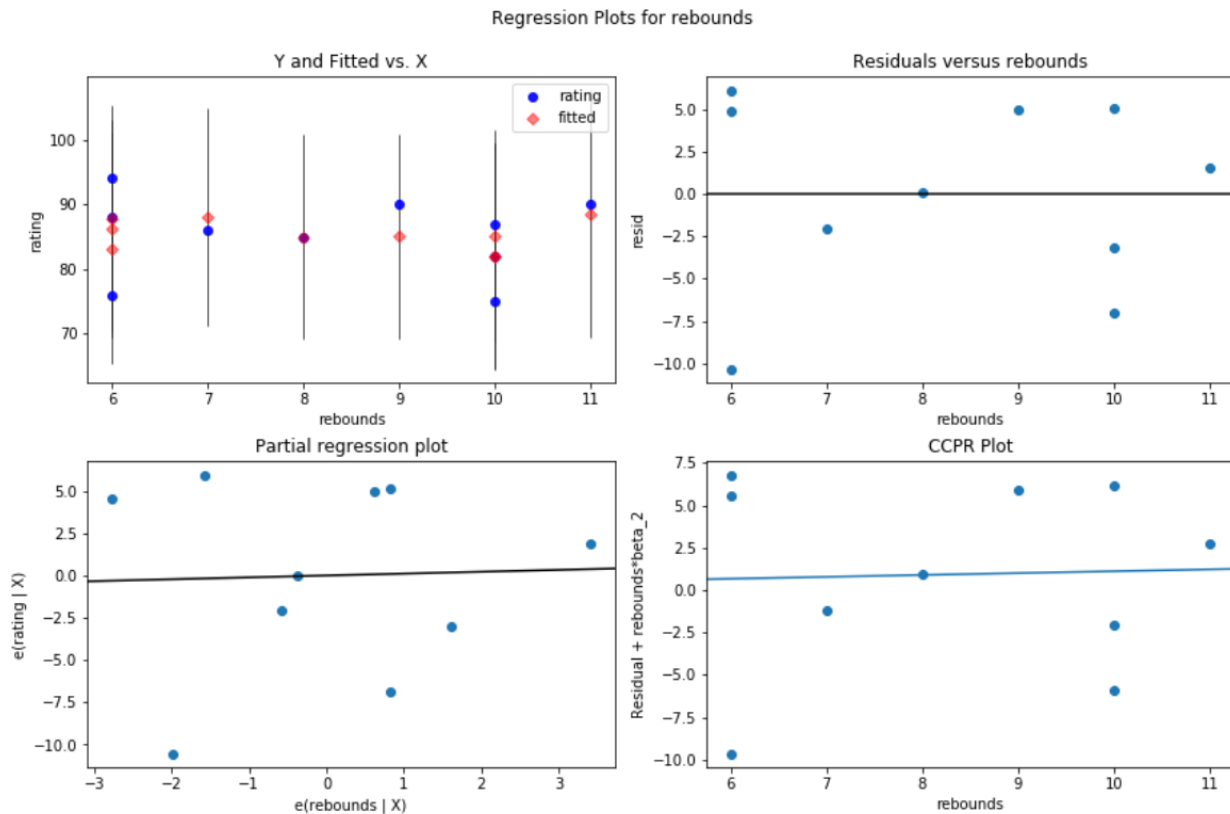 Regression Plots for rebounds
Y and Fitted vs. X
rating
fitted
100
90
80
70
rating
6 7 8 9 10 11
rebounds
Residuals versus rebounds
5.0
2.5
0.0
−2.5
−5.0
−7.5
−10.0
resid
6 7 8 9 10 11
rebounds
Partial regression plot
5.0
2.5
0.0
−2.5
−5.0
−7.5
−10.0
e(rating | X)
−3 −2 −1 0 1 2 3
e(rebounds | X)
CCPR Plot
7.5
5.0
2.5
0.0
−2.5
−5.0
−7.5
−10.0
Residual + rebounds*beta_2
6 7 8 9 10 11
rebounds